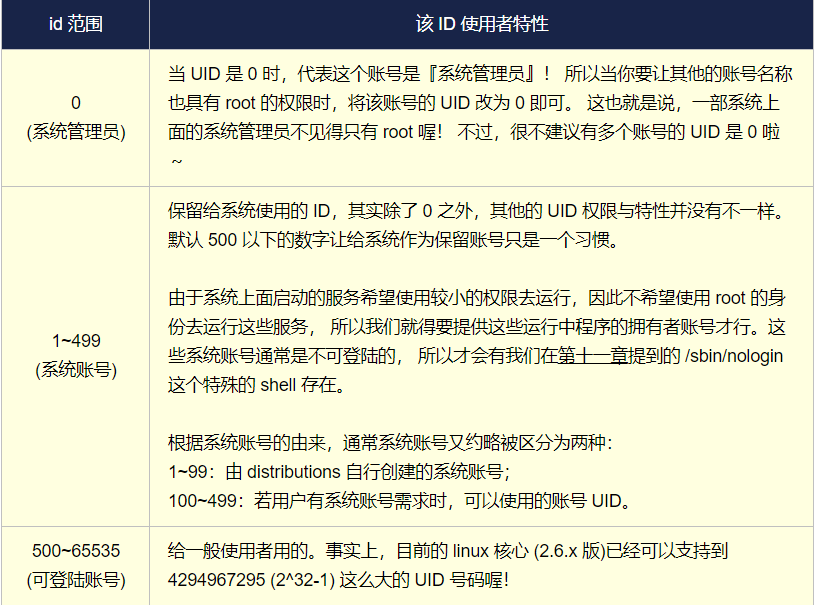 id 范围
该 ID 使用者特性
0
(系统管理员)
当 UID 是 0 时，代表这个账号是『系统管理员』！ 所以当你要让其他的账号名称
也具有 root 的权限时，将该账号的 UID 改为 0 即可。 这也就是说，一部系统上
面的系统管理员不见得只有 root 喔！ 不过，很不建议有多个账号的 UID 是 0 啦
~
1~499
(系统账号)
保留给系统使用的 ID，其实除了 0 之外，其他的 UID 权限与特性并没有不一样。
默认 500 以下的数字让给系统作为保留账号只是一个习惯。
由于系统上面启动的服务希望使用较小的权限去运行，因此不希望使用 root 的身
份去运行这些服务， 所以我们就得要提供这些运行中程序的拥有者账号才行。这
些系统账号通常是不可登陆的， 所以才会有我们在第十一章提到的 /sbin/nologin
这个特殊的 shell 存在。
根据系统账号的由来，通常系统账号又约略被区分为两种：
1~99：由 distributions 自行创建的系统账号；
100~499：若用户有系统账号需求时，可以使用的账号 UID。
500~65535
(可登陆账号)
给一般使用者用的。事实上，目前的 linux 核心 (2.6.x 版)已经可以支持到
4294967295 (2^32-1) 这么大的 UID 号码喔！